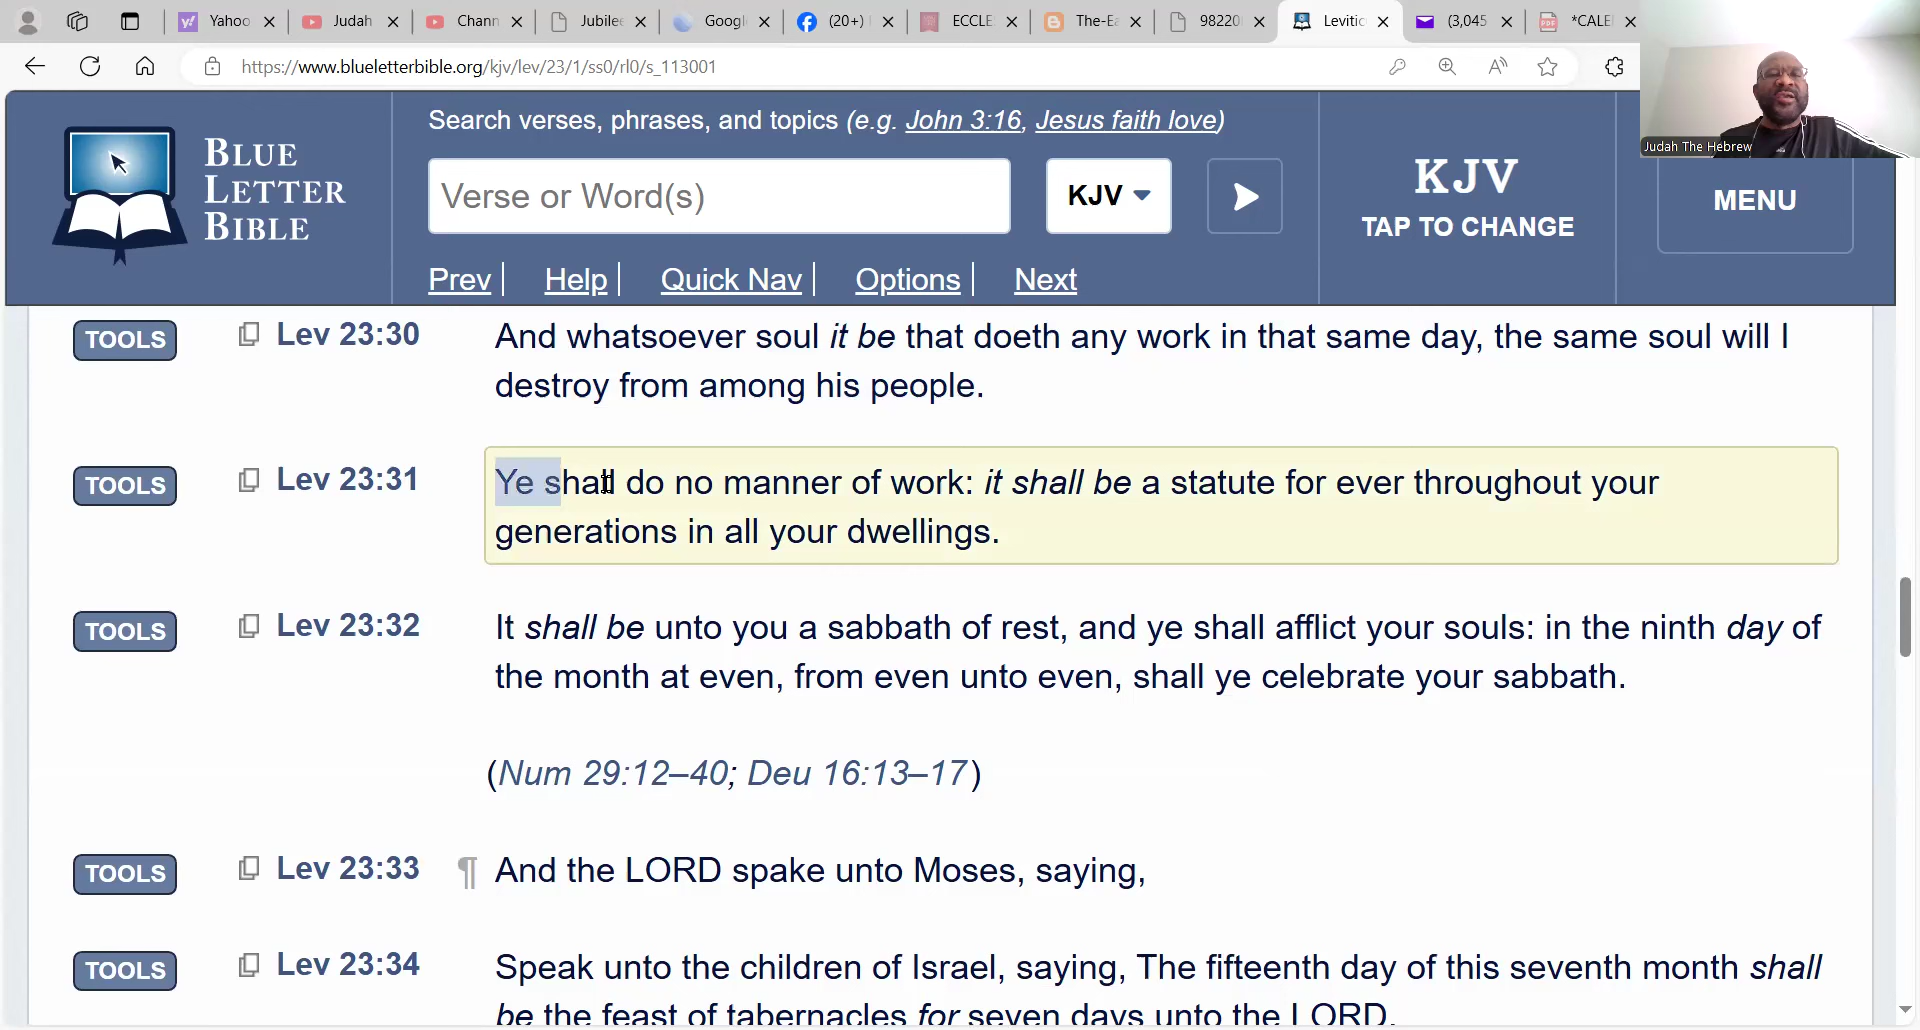 Yahoo
Judah
Chann
Jubilee
Googl
(20+)
ECCLE
The-Ea
98220
Levitic
(3,045
*CALE
https://www.blueletterbible.org/kjv/lev/23/1/ss0/rl0/s_113001
Judah The Hebrew
BLUE
LETTER
BIBLE
Search verses, phrases, and topics (e.g. John 3:16, Jesus faith love)
Verse or Word(s)
KJV
KJV
TAP TO CHANGE
MENU
Prev
Help
Quick Nav
Options
Next
TOOLS
Lev 23:30
And whatsoever soul it be that doeth any work in that same day, the same soul will I
destroy from among his people.
TOOLS
Lev 23:31
Ye shall do no manner of work: it shall be a statute for ever throughout your
generations in all your dwellings.
TOOLS
Lev 23:32
It shall be unto you a sabbath of rest, and ye shall afflict your souls: in the ninth day of
the month at even, from even unto even, shall ye celebrate your sabbath.
(Num 29:12–40; Deu 16:13–17)
TOOLS
Lev 23:33
¶ And the LORD spake unto Moses, saying,
TOOLS
Lev 23:34
Speak unto the children of Israel, saying, The fifteenth day of this seventh month shall
be the feast of tabernacles for seven days unto the LORD.